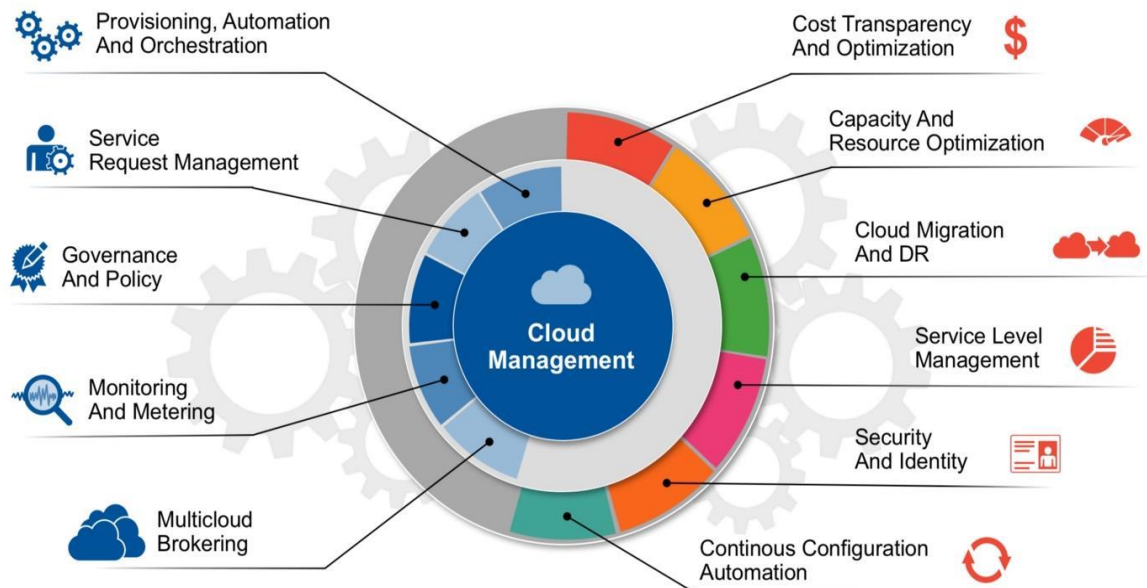 Provisioning, Automation
And Orchestration
Service
Request Management
Governance
And Policy
Monitoring
And Metering
Multicloud
Brokering
Cloud
Management
Cost Transparency
And Optimization
$
Capacity And
Resource Optimization
Cloud Migration
And DR
Service Level
Management
Security
And Identity
Continous Configuration
Automation